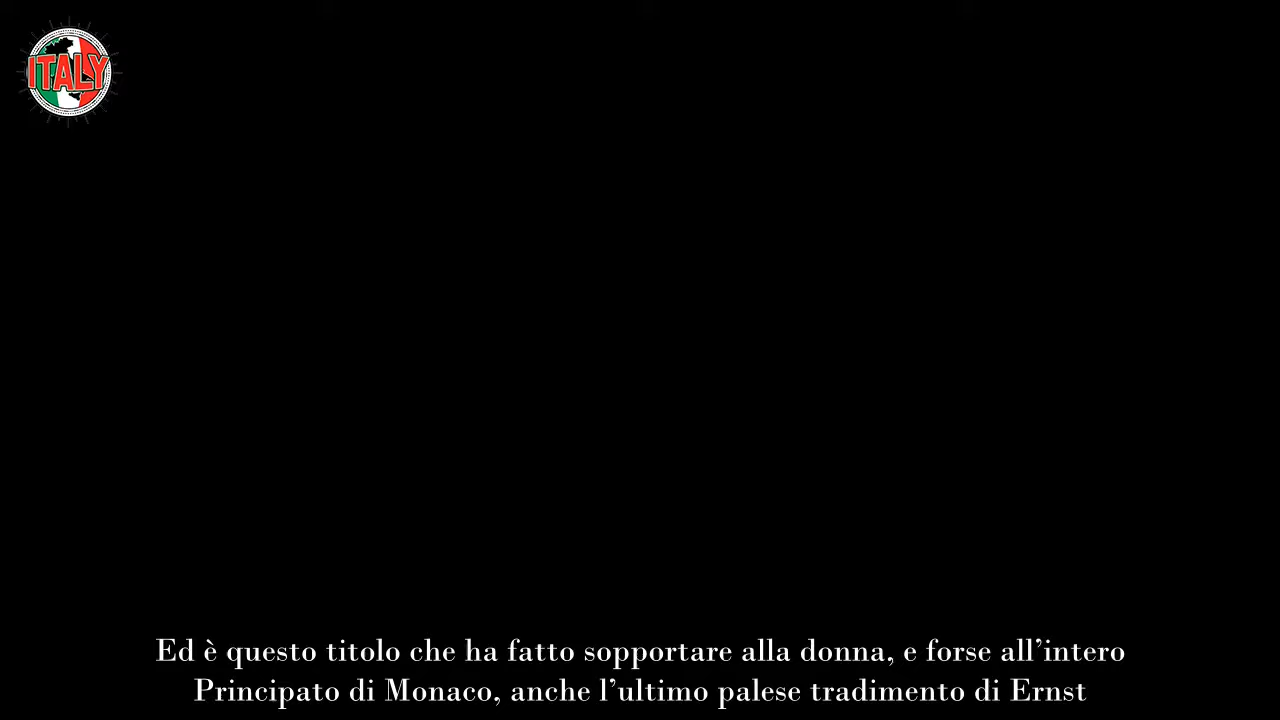 ITALY
Ed è questo titolo che ha fatto sopportare alla donna, e forse all’intero
Principato di Monaco, anche l’ultimo palese tradimento di Ernst